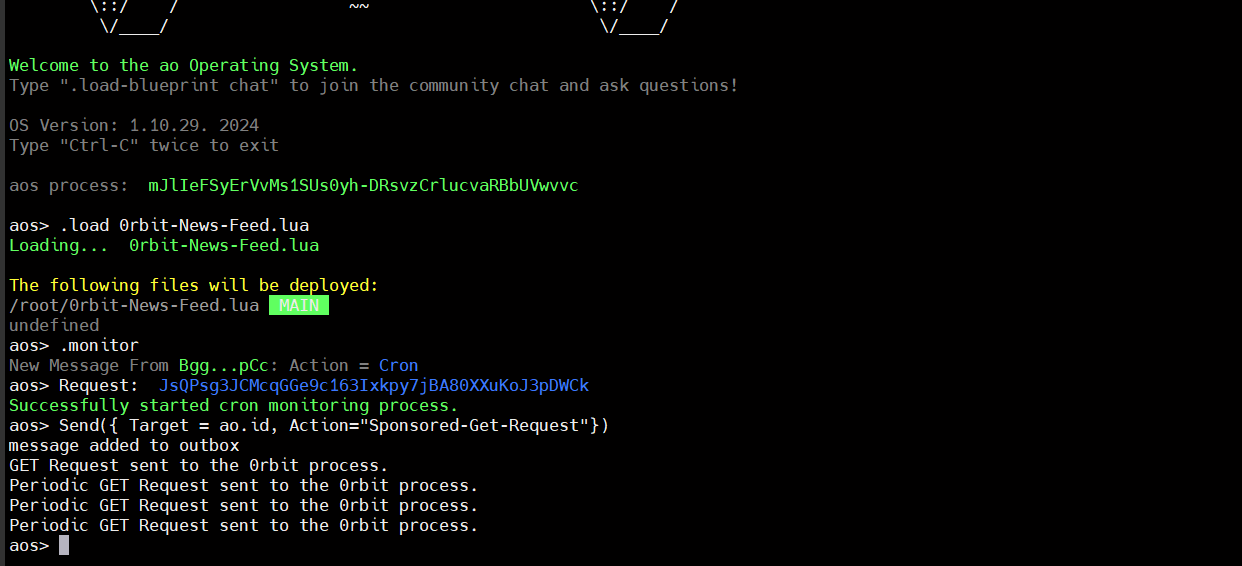 \::/    /                 ~~                       \::/    /
\/____/                                            \/____/
Welcome to the ao Operating System.
Type ".load-blueprint chat" to join the community chat and ask questions!
OS Version: 1.10.29. 2024
Type "Ctrl-C" twice to exit
aos process:  mJlIeFSyErVvMs1SUs0yh-DRsvzCrlucvaRBbUVwvvc
aos> .load 0rbit-News-Feed.lua
Loading...  0rbit-News-Feed.lua
The following files will be deployed:
/root/0rbit-News-Feed.lua  MAIN
undefined
aos> .monitor
New Message From Bgg...pCc: Action = Cron
aos> Request:  JsQPsg3JCMcqGGe9c163Ixkpy7jBA80XXuKoJ3pDWCk
Successfully started cron monitoring process.
aos> Send({ Target = ao.id, Action="Sponsored-Get-Request"})
message added to outbox
GET Request sent to the 0rbit process.
Periodic GET Request sent to the 0rbit process.
Periodic GET Request sent to the 0rbit process.
Periodic GET Request sent to the 0rbit process.
aos>